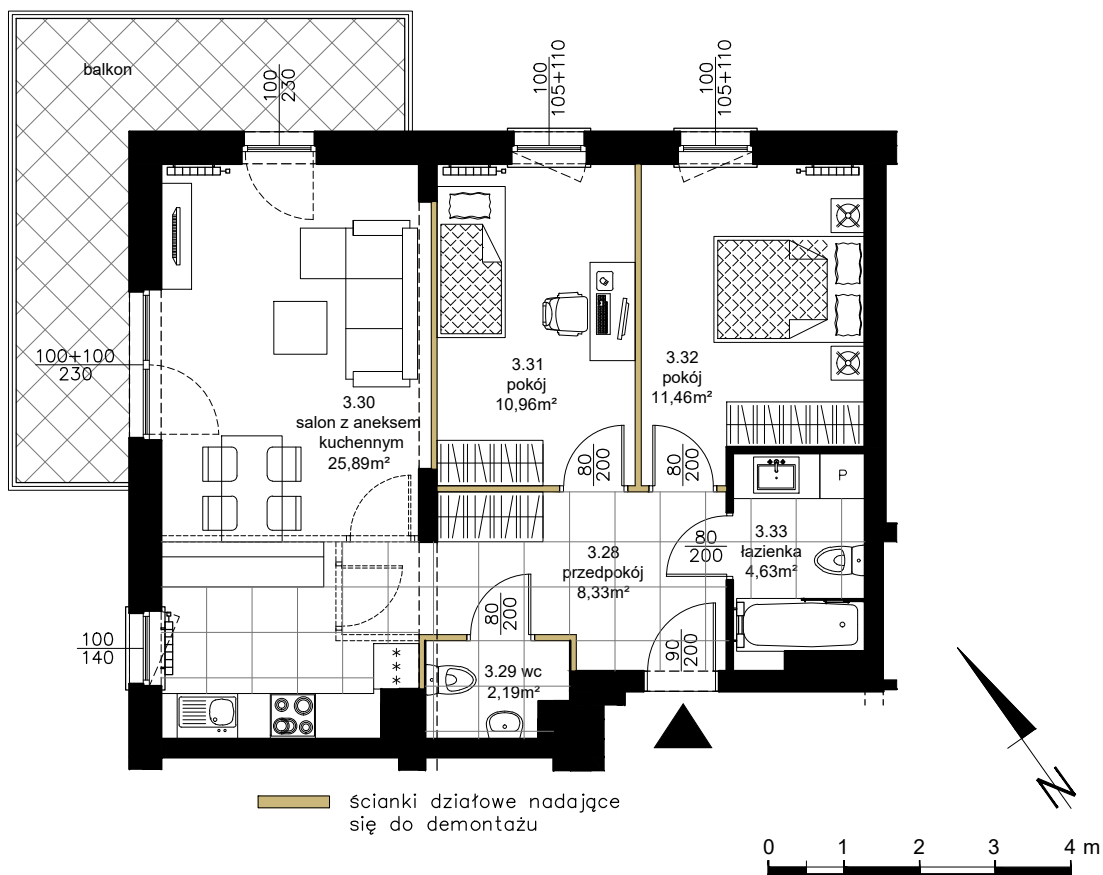 balkon
100
230
100
105+110
100
105+110
100+100
230
3.30
salon z aneksem
kuchennym
25,89m²
3.31
pokój
10,96m²
3.32
pokój
11,46m²
80
200
80
200
P
3.28
przedpokój
8,33m²
80
200
3.33
łazienka
4,63m²
80
200
90
200
100
140
***
3.29 wc
2,19m²
ścianki działowe nadające
się do demontażu
N
0 1 2 3 4 m